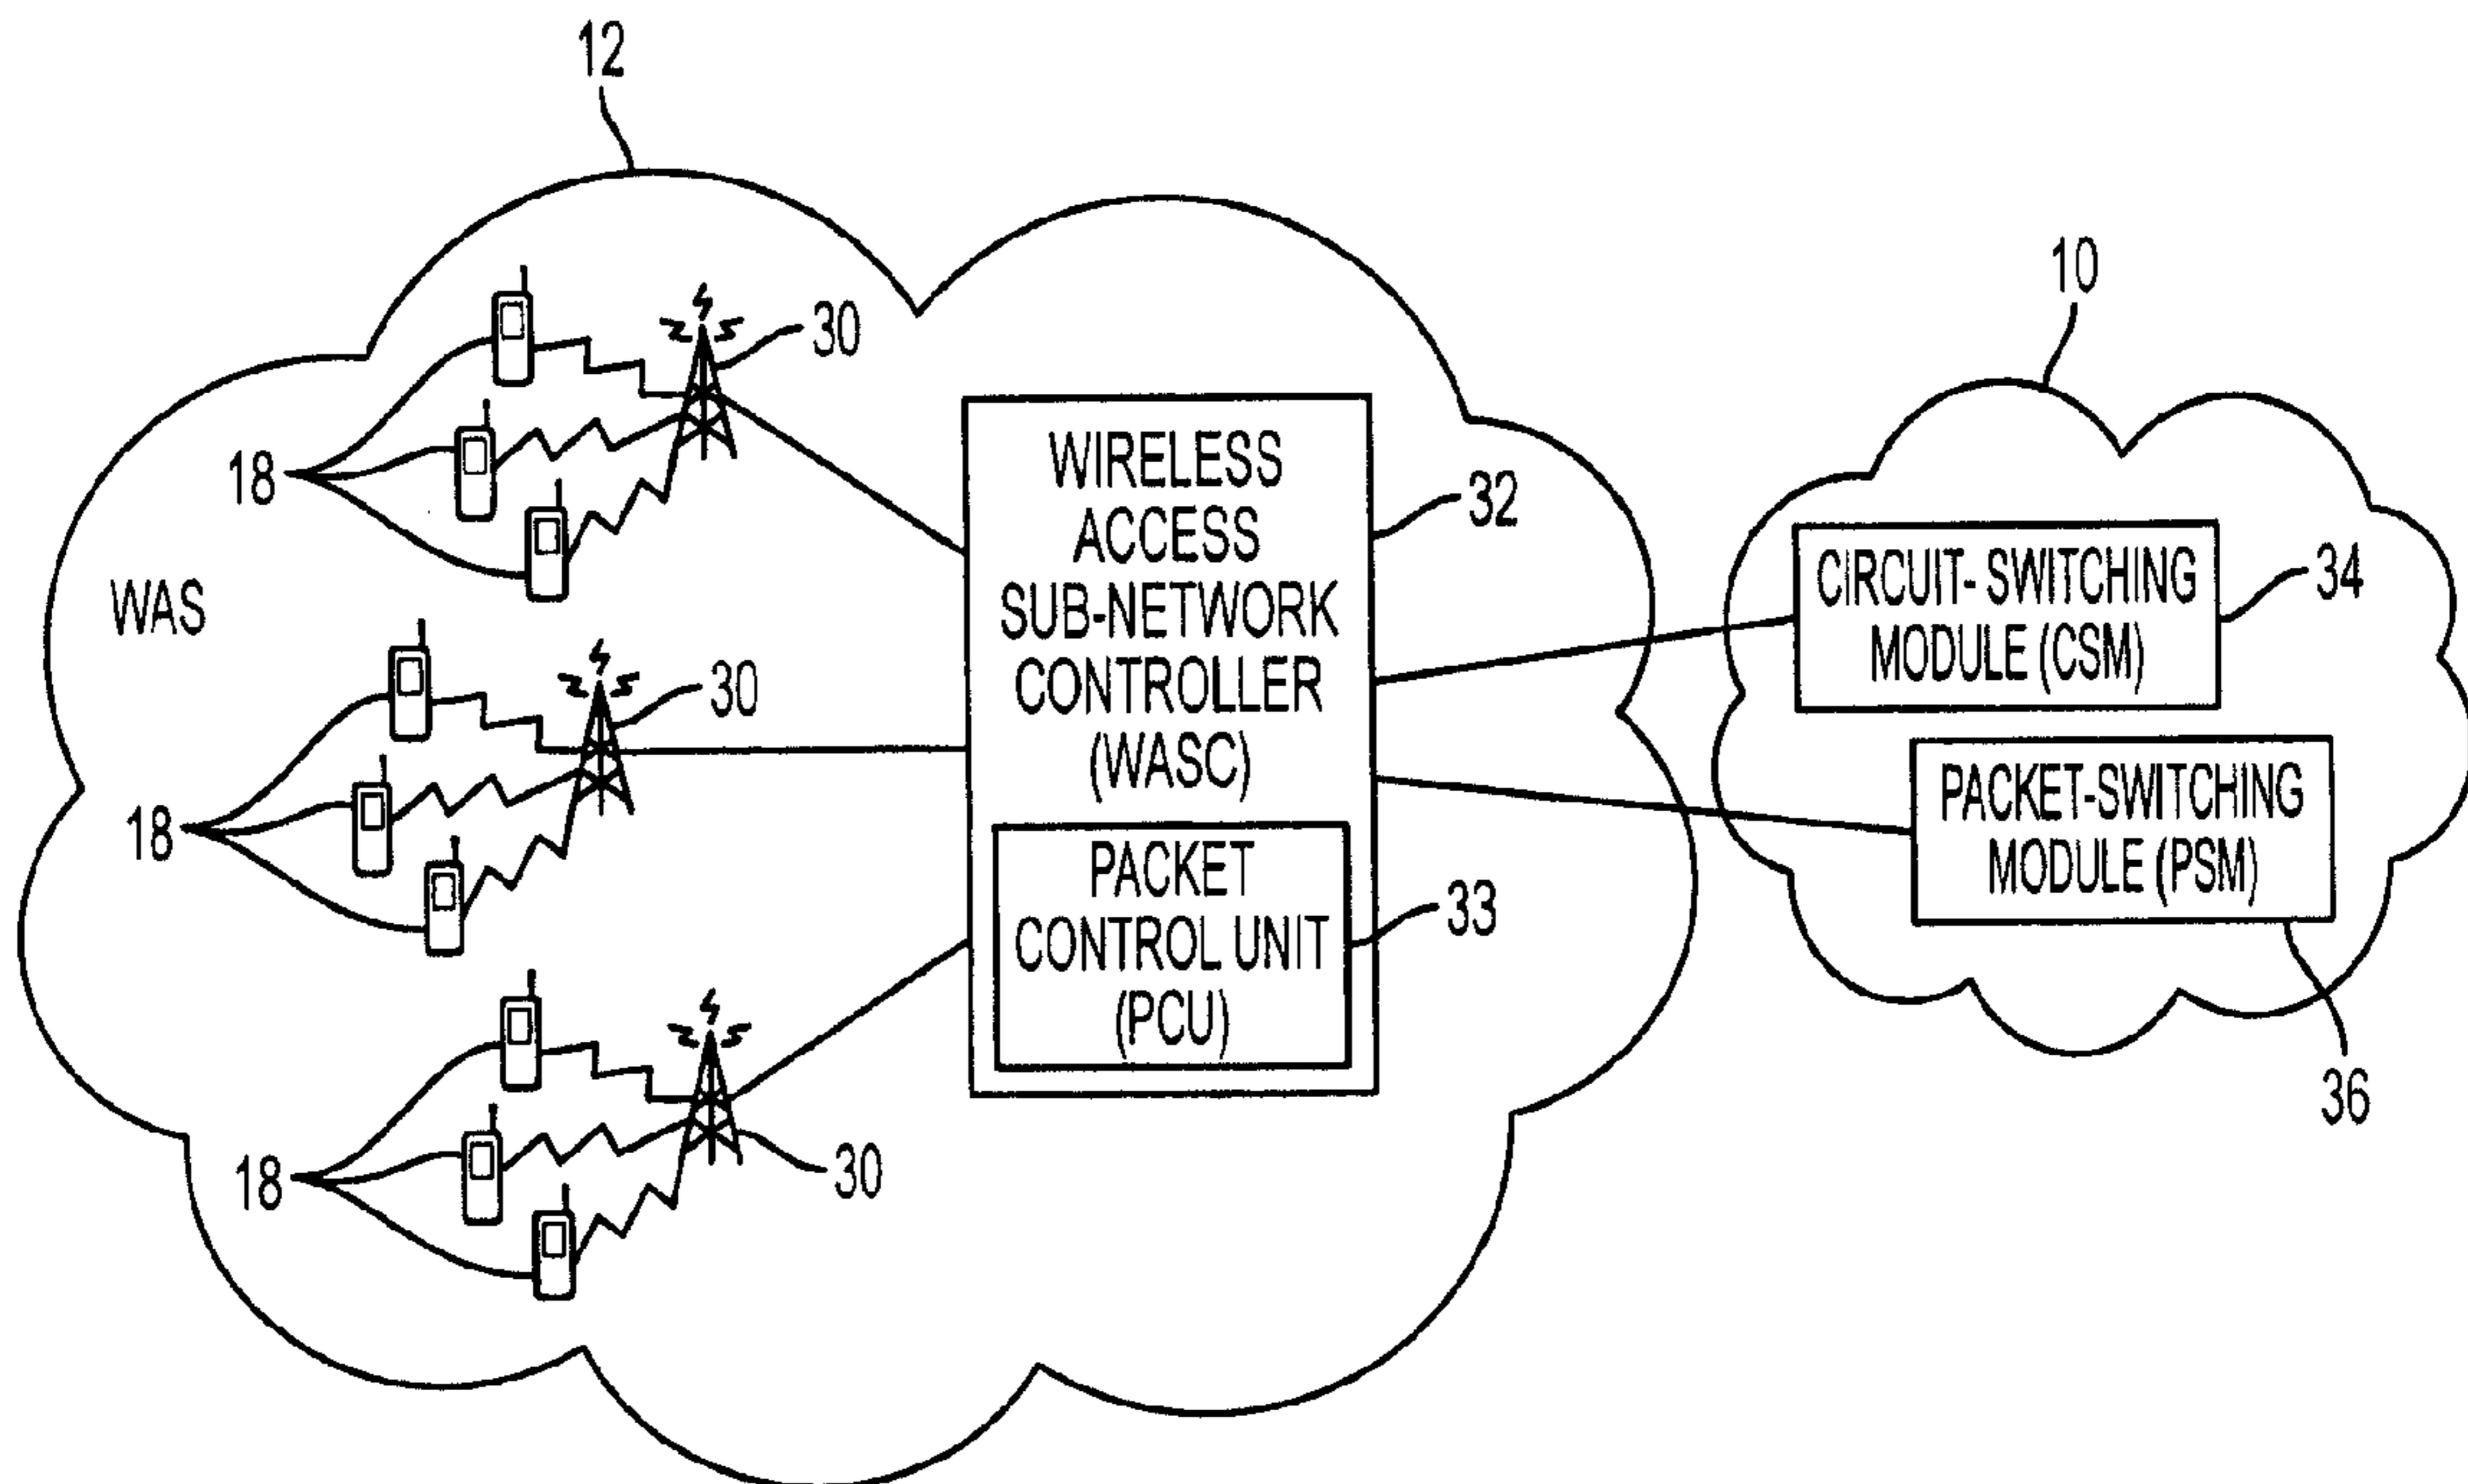 12
10
30
18
WAS
30
18
18
30
WIRELESS
ACCESS
SUB-NETWORK
CONTROLLER
(WASC)
32
PACKET
CONTROL UNIT
(PCU)
33
CIRCUIT-SWITCHING
MODULE (CSM)
34
PACKET-SWITCHING
MODULE (PSM)
36